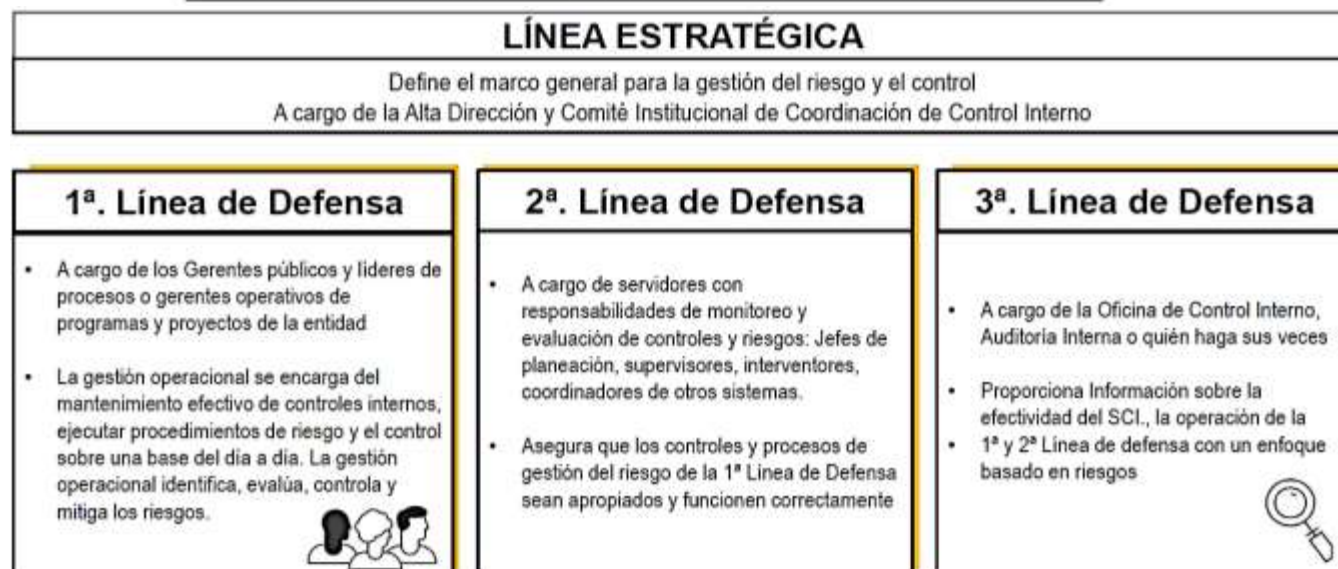 LÍNEA ESTRATÉGICA
Define el marco general para la gestión del riesgo y el control
A cargo de la Alta Dirección y Comité Institucional de Coordinación de Control Interno
1ª. Línea de Defensa
• A cargo de los Gerentes públicos y líderes de
procesos o gerentes operativos de
programas y proyectos de la entidad
• La gestión operacional se encarga del
mantenimiento efectivo de controles internos,
ejecutar procedimientos de riesgo y el control
sobre una base del día a día. La gestión
operacional identifica, evalúa, controla y
mitiga los riesgos.
2ª. Línea de Defensa
• A cargo de servidores con
responsabilidades de monitoreo y
evaluación de controles y riesgos: Jefes de
planeación, supervisores, interventores,
coordinadores de otros sistemas.
• Asegura que los controles y procesos de
gestión del riesgo de la 1ª Línea de Defensa
sean apropiados y funcionen correctamente
3ª. Línea de Defensa
• A cargo de la Oficina de Control Interno,
Auditoría Interna o quién haga sus veces
• Proporciona Información sobre la
efectividad del SCI., la operación de la
• 1ª y 2ª Línea de defensa con un enfoque
basado en riesgos